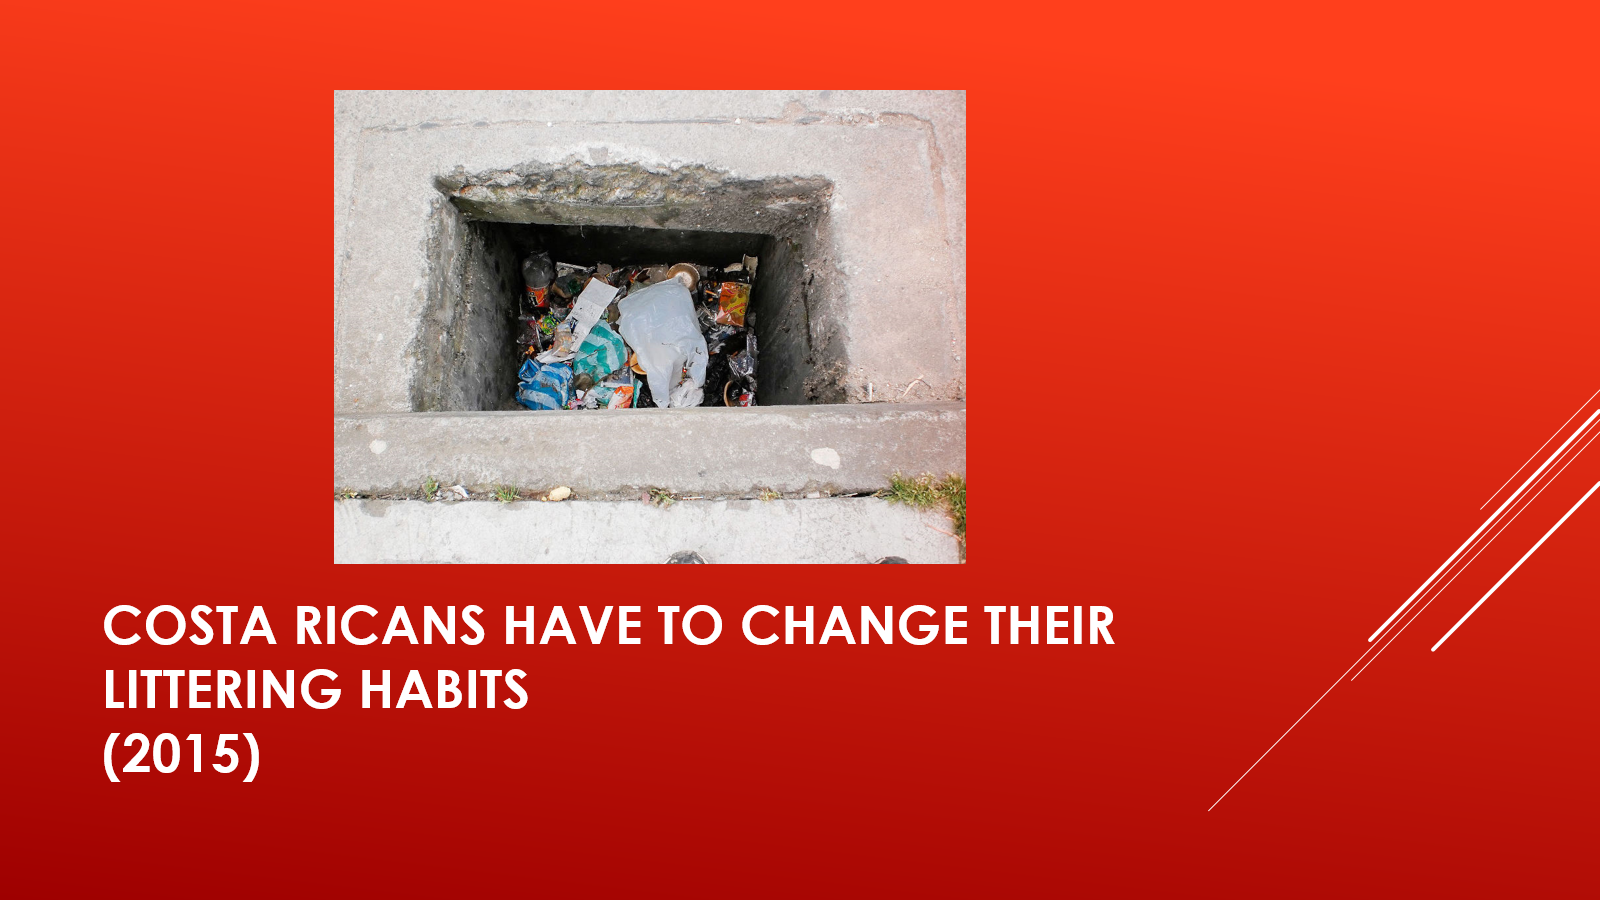 COSTA RICANS HAVE TO CHANGE THEIR
LITTERING HABITS
(2015)